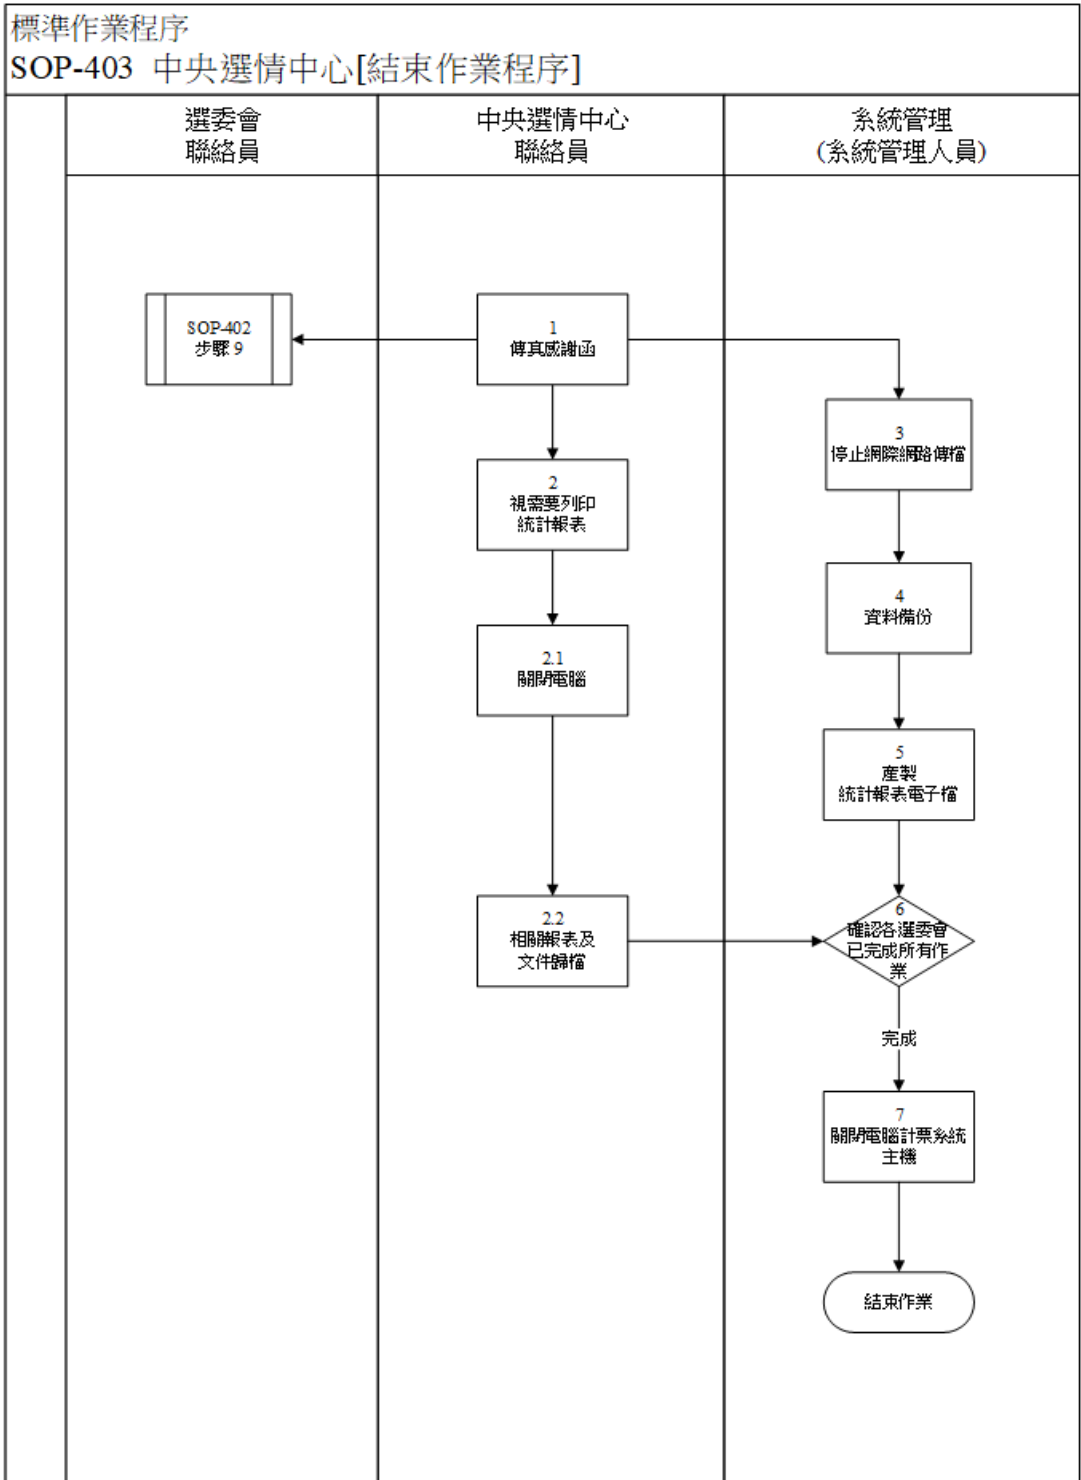 標準作業程序
SOP-403 中央選情中心[結束作業程序]
選委會
聯絡員
中央選情中心
聯絡員
系統管理
(系統管理人員)
SOP-402
步驟 9
1
傳真感謝函
3
停止網際網路傳檔
2
視需要列印
統計報表
4
資料備份
2.1
關閉電腦
5
產製
統計報表電子檔
2.2
相關報表及
文件歸檔
6
確認各選委會
已完成所有作
業
完成
7
關閉電腦計票系統
主機
結束作業